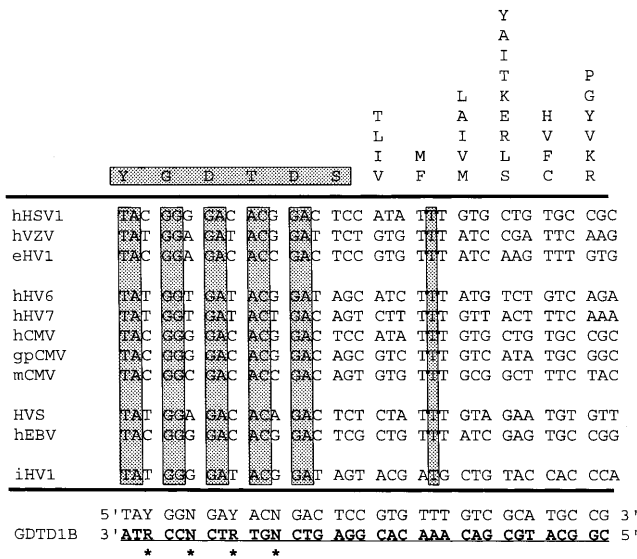 Y
A
I
T P
L K G
T A E H Y
L I R V V
I M V L F K
Y G D T D S V F M S C R
hHSV1 TAC GGG GAC ACG GAC TCC ATA TTT GTG CTG TGC CGC
hVZV TAT GGA GAT ACG GAC TCT GTG TTT ATC CGA TTC AAG
eHV1 TAC GGA GAC ACC GAC TCC GTG TTT ATC AAG TTT GTG
hHV6 TAT GGT GAT ACG GAT AGC ATC TTT ATG TCT GTC AGA
hHV7 TAT GGT GAT ACT GAC AGT CTT TTT GTT ACT TTC AAA
hCMV TAC GGG GAC ACG GAC TCC ATA TTT GTG CTG TGC CGC
gpCMV TAC GGG GAC ACG GAC AGC GTC TTT GTC ATA TGC GGC
mCMV TAC GGC GAC ACC GAC AGT GTG TTT GCG GCT TTC TAC
HVS TAT GGA GAC ACA GAC TCT CTA TTT GTA GAA TGT GTT
hEBV TAC GGG GAC ACG GAC TCG CTG TTT ATC GAG TGC CGG
iHV1 TAT GGG GAT ACG GAT AGT ACG ATG CTG TAC CAC CCA
5' TAY GGN GAY ACN GAC TCC GTG TTT GTC GCA TGC CG 3'
GDTD1B 3' ATR CCN CTR TGN CTG AGG CAC AAA CAG CGT ACG GC 5'
* * * *